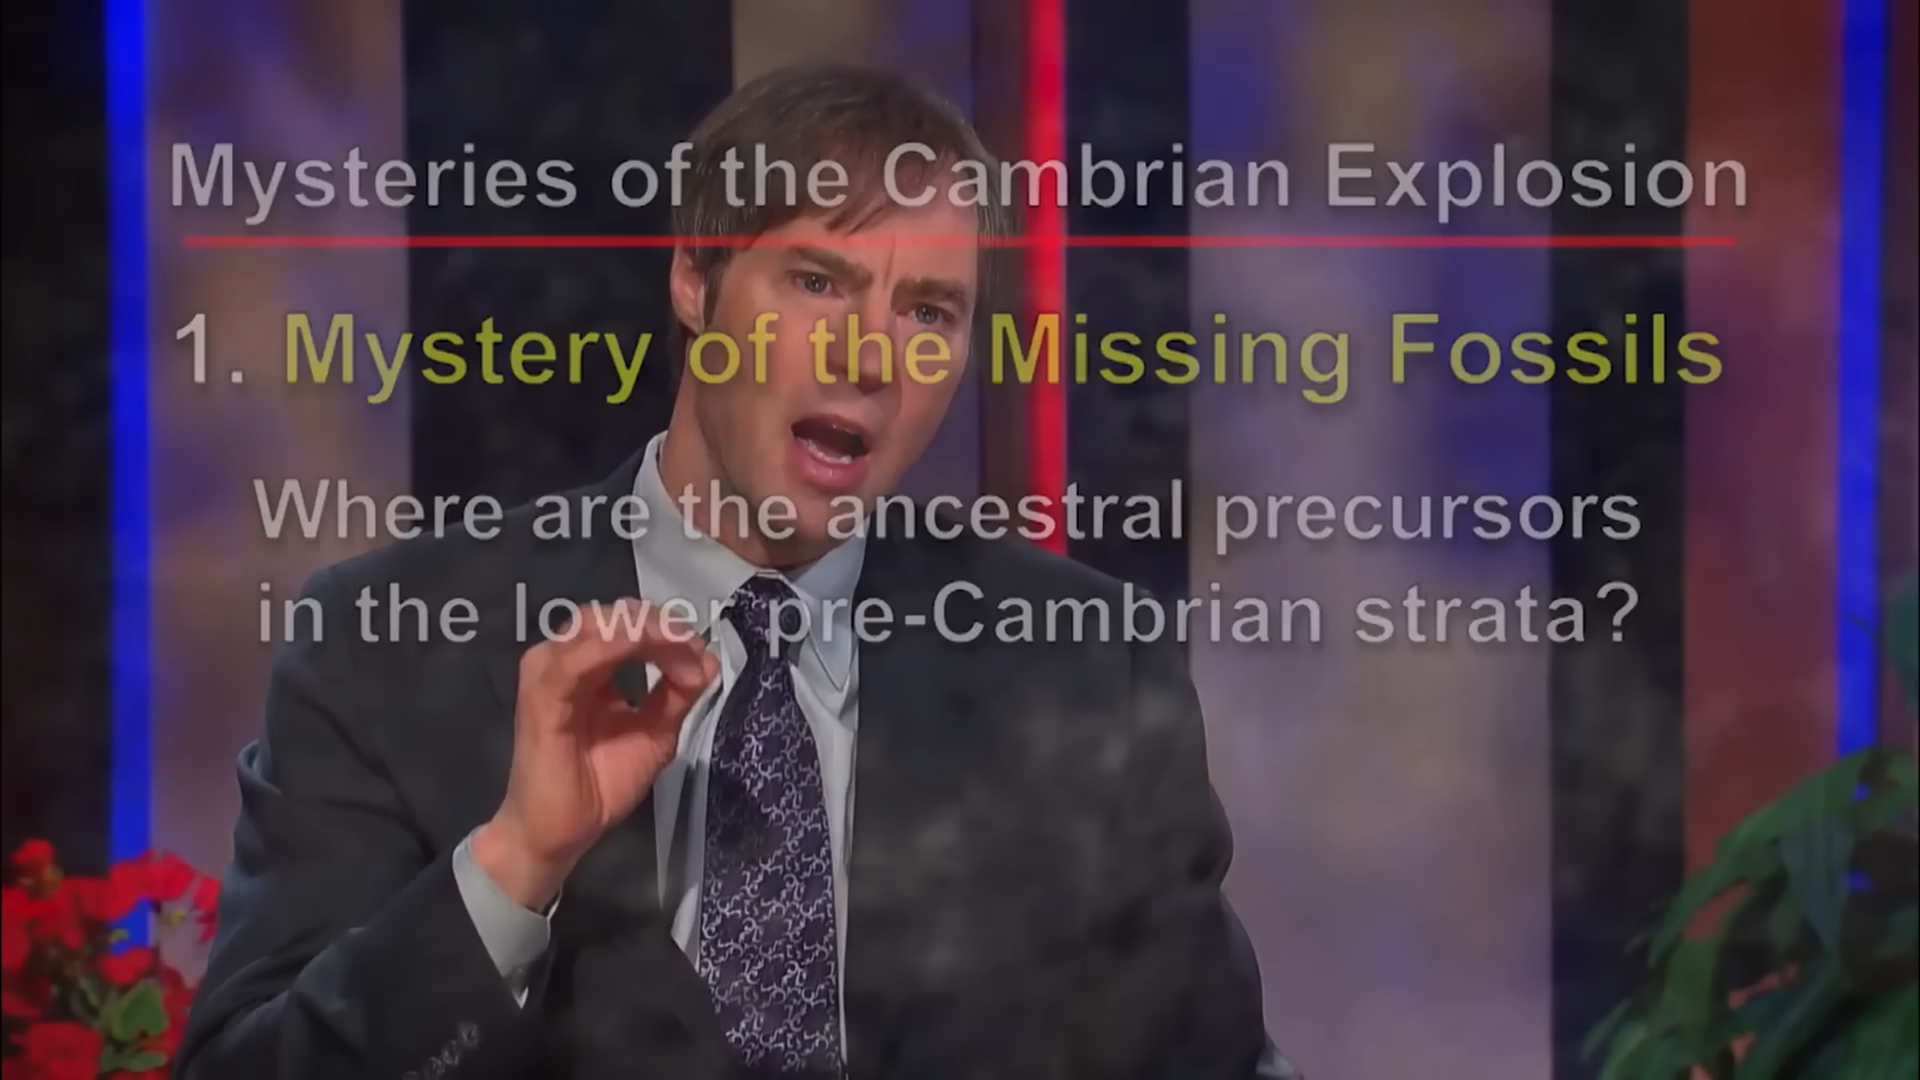 Mysteries of the Cambrian Explosion
1. Mystery of the Missing Fossils
Where are the ancestral precursors
in the lower pre-Cambrian strata?